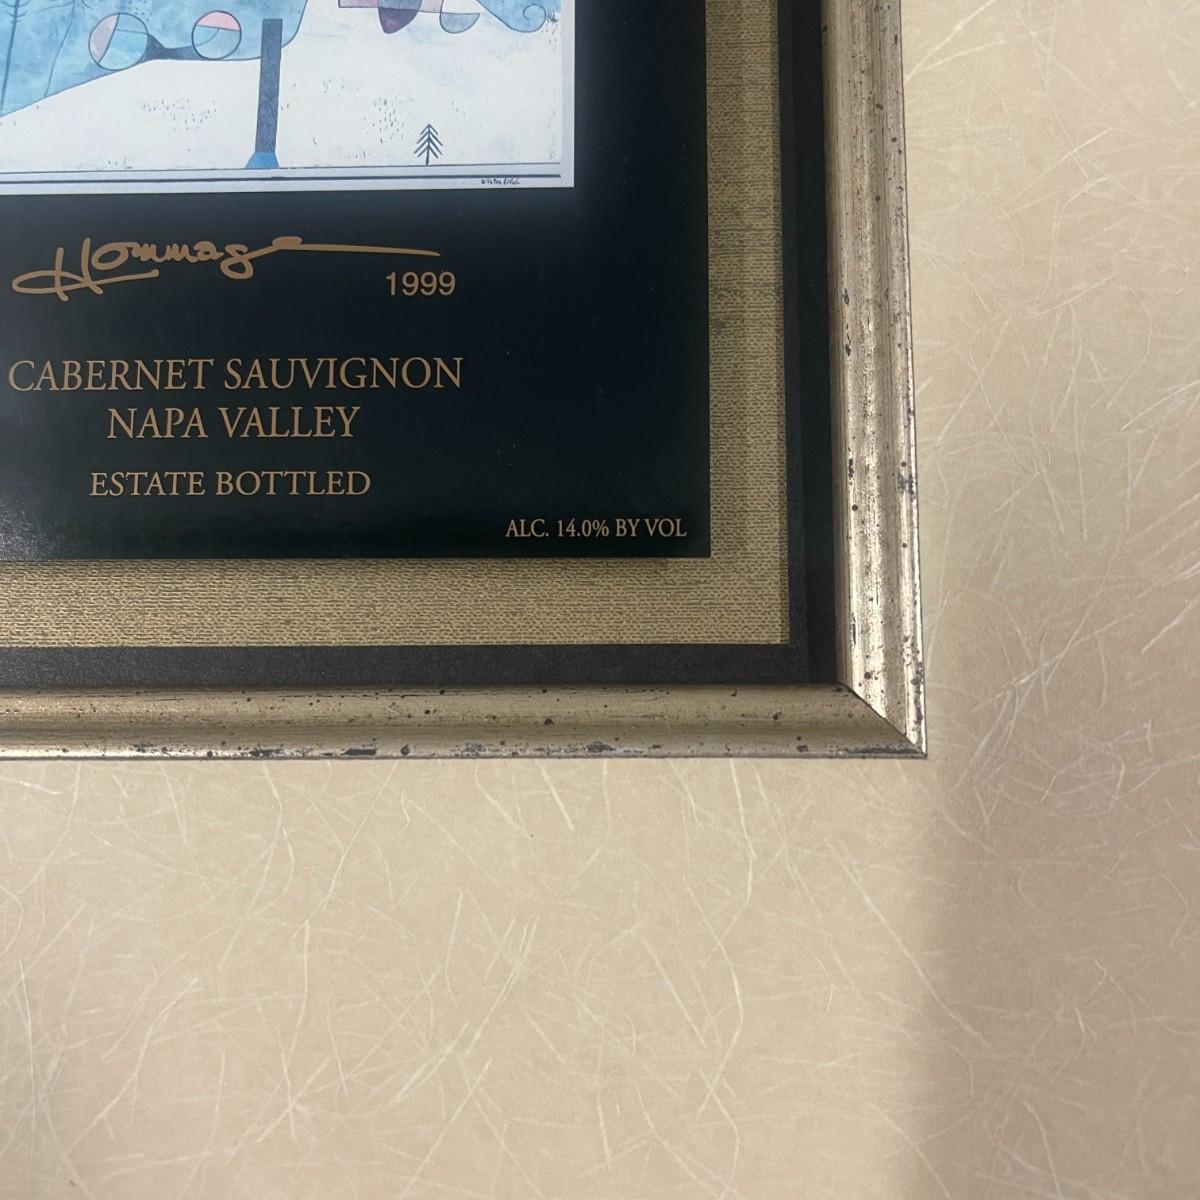 Hommage
1999
CABERNET SAUVIGNON
NAPA VALLEY
ESTATE BOTTLED
ALC. 14.0% BY VOL